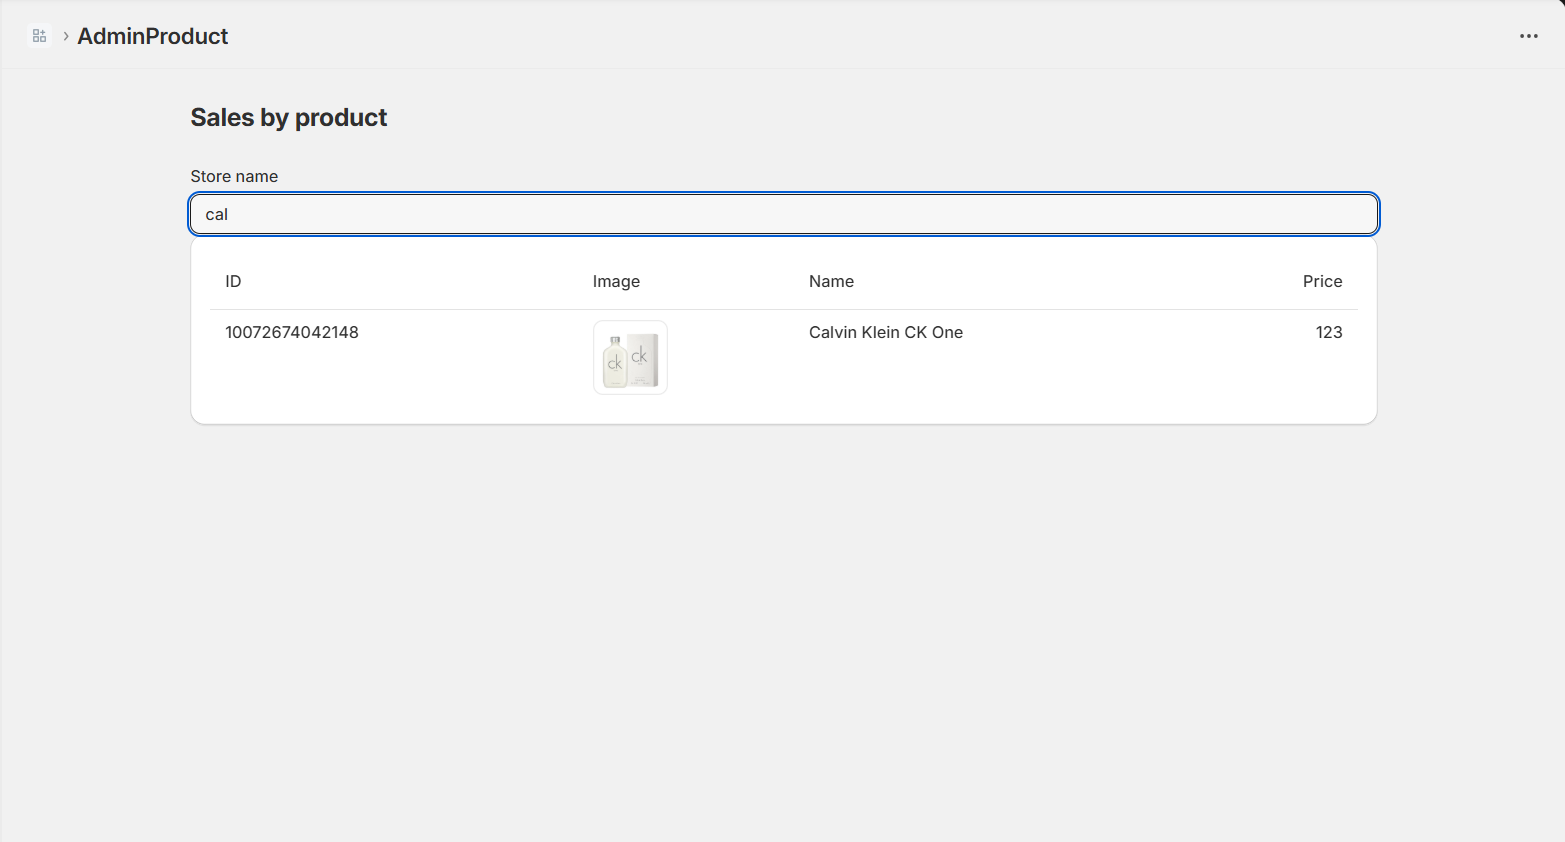 AdminProduct
Sales by product
Store name
cal
ID Image Name Price
10072674042148 ck ck Calvin Klein CK One 123